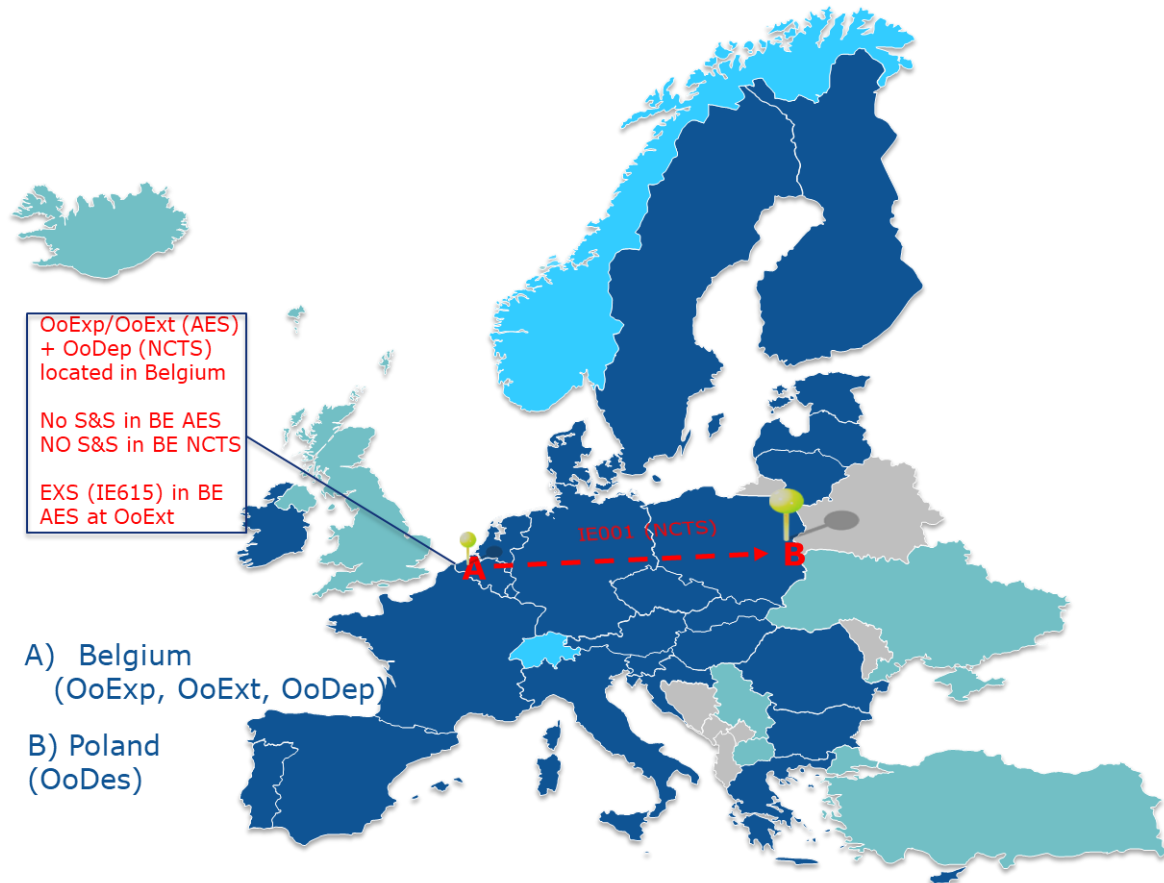 OoExp/OoExt (AES)
+ OoDep (NCTS)
located in Belgium
No S&S in BE AES
NO S&S in BE NCTS
EXS (IE615) in BE
AES at OoExt
IE001 (NCTS)
A
B
A) Belgium
(OoExp, OoExt, OoDep)
B) Poland
(OoDes)